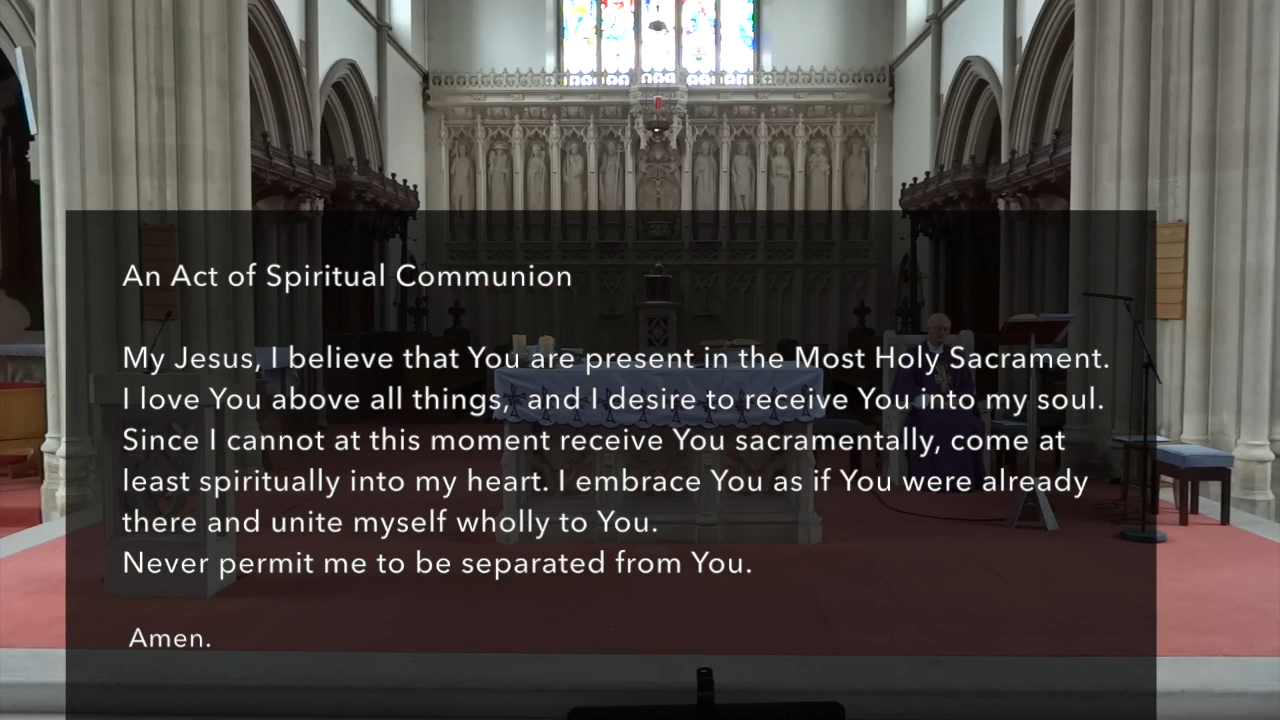 An Act of Spiritual Communion
My Jesus, I believe that You are present in the Most Holy Sacrament.
I love You above all things,  and I desire to receive You into my soul.
Since I cannot at this moment receive You sacramentally, come at
least spiritually into my heart. I embrace You as if You were already
there and unite myself wholly to You.
Never permit me to be separated from You.
Amen.